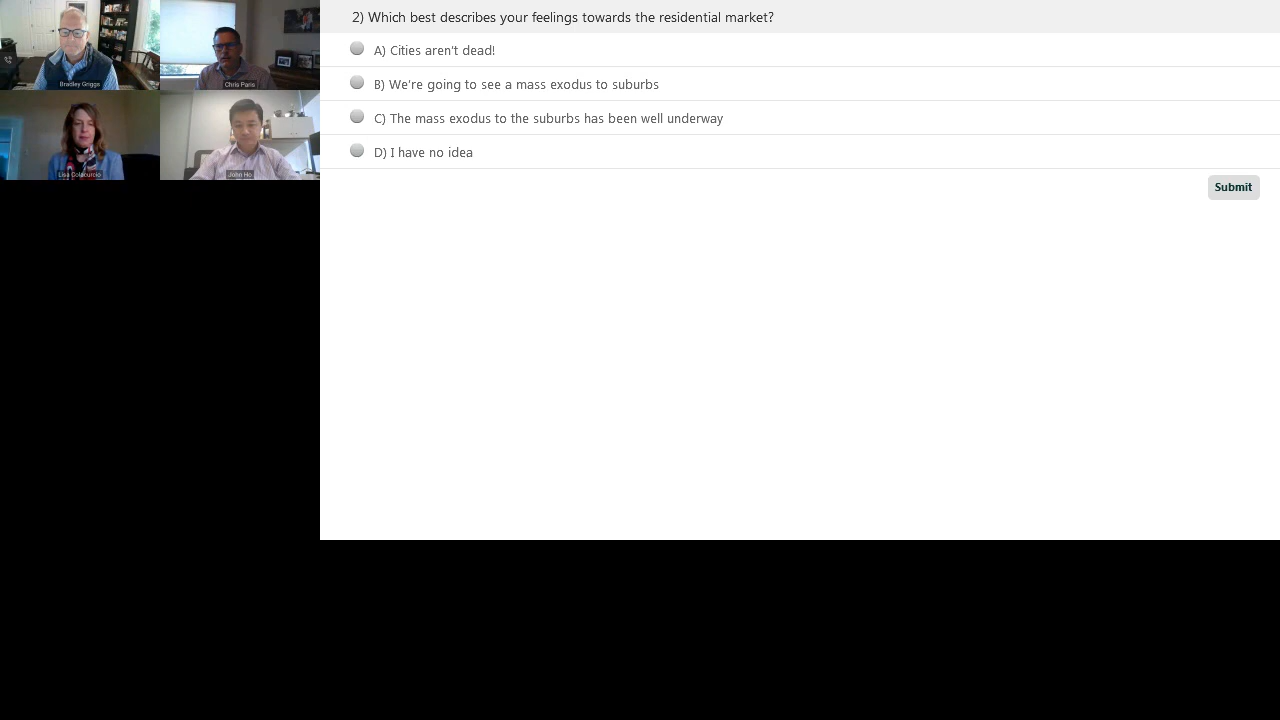 Bradley Griggs
Chris Paris
Lisa Colacurcio
John Ho
2) Which best describes your feelings towards the residential market?
A) Cities aren't dead!
B) We're going to see a mass exodus to suburbs
C) The mass exodus to the suburbs has been well underway
D) I have no idea
Submit